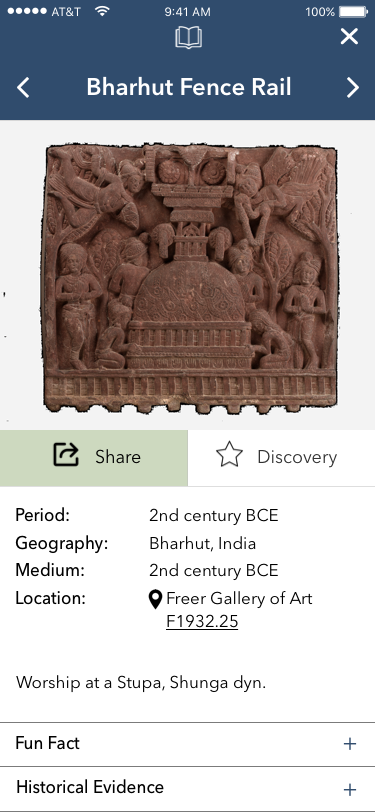 AT&T 9:41 AM 100%
Bharhut Fence Rail
Share Discovery
Period: 2nd century BCE
Geography: Bharhut, India
Medium: 2nd century BCE
Location: Freer Gallery of Art
F1932.25
Worship at a Stupa, Shunga dyn.
Fun Fact +
Historical Evidence +